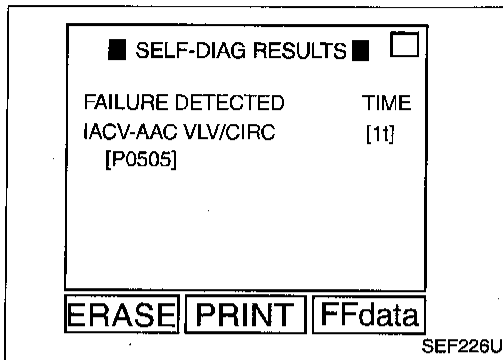 SELF-DIAG RESULTS
FAILURE DETECTED TIME
IACV-AAC VLV/CIRC [1t]
[P0505]
ERASE PRINT FFdata
SEF226U